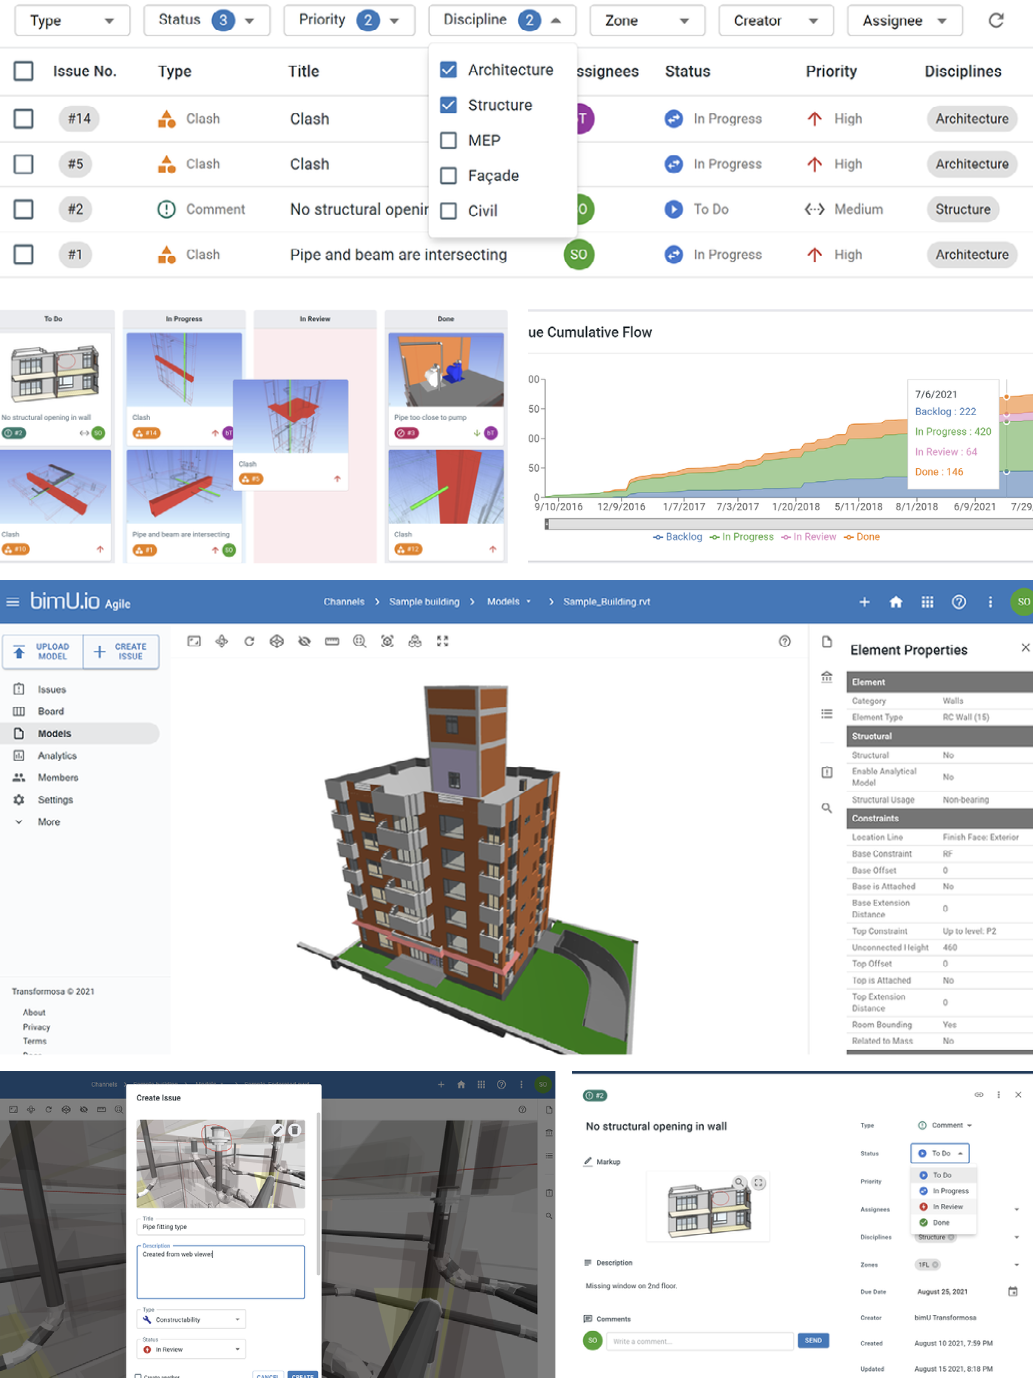 Type Status 3 Priority 2 Discipline 2 Zone Creator Assignee
Issue No. Type Title ssignees Status Priority Disciplines
Architecture
Structure
MEP
Façade
Civil
#14 Clash Clash bT In Progress High Architecture
#5 Clash Clash In Progress High Architecture
#2 Comment No structural openin O To Do Medium Structure
#1 Clash Pipe and beam are intersecting SO In Progress High Architecture
To Do In Progress In Review Done
No structural opening in wall
#2 SO
Clash
#10
Clash
#14 bT
Pipe and beam are intersecting
#1 SO
Clash
#5
Pipe too close to pump
#3 bT
Clash
#12
ue Cumulative Flow
00
50
00
50
0
7/6/2021
Backlog : 222
In Progress : 420
In Review : 64
Done : 146
9/10/2016 12/9/2016 1/7/2017 7/3/2017 1/20/2018 5/11/2018 8/1/2018 6/9/2021 7/29/
Backlog In Progress In Review Done
bimU.io Agile
Channels > Sample building > Models > Sample_Building.rvt
SO
UPLOAD MODEL
CREATE ISSUE
Issues
Board
Models
Analytics
Members
Settings
More
Transformosa © 2021
About
Privacy
Terms
Element Properties
Element
Category Walls
Element Type RC Wall (15)
Structural
Structural No
Enable Analytical Model No
Structural Usage Non-bearing
Constraints
Location Line Finish Face: Exterior
Base Constraint RF
Base Offset 0
Base is Attached No
Base Extension Distance 0
Top Constraint Up to level: P2
Unconnected Height 460
Top Offset 0
Top is Attached No
Top Extension Distance 0
Room Bounding Yes
Related to Mass No
Channels
SO
Create Issue
Title
Pipe fitting type
Description
Created from web viewer
Type
Constructability
Status
In Review
Create another
CANCEL CREATE
#2
No structural opening in wall
Markup
Description
Missing window on 2nd floor.
Comments
SO Write a comment... SEND
Type Comment
Status To Do
To Do
In Progress
In Review
Done
Priority
Assignees
Disciplines Structure
Zones 1FL
Due Date August 25, 2021
Creator bimU Transformosa
Created August 10 2021, 7:59 PM
Updated August 15 2021, 8:18 PM